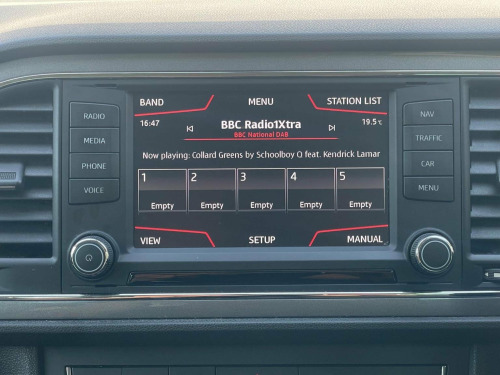 BAND MENU STATION LIST
RADIO
MEDIA
PHONE
VOICE
16:47 BBC Radio1Xtra 19.5 °C
BBC National DAB
Now playing: Collard Greens by Schoolboy Q feat. Kendrick Lamar
1 2 3 4 5
Empty Empty Empty Empty Empty
VIEW SETUP MANUAL
NAV
TRAFFIC
CAR
MENU